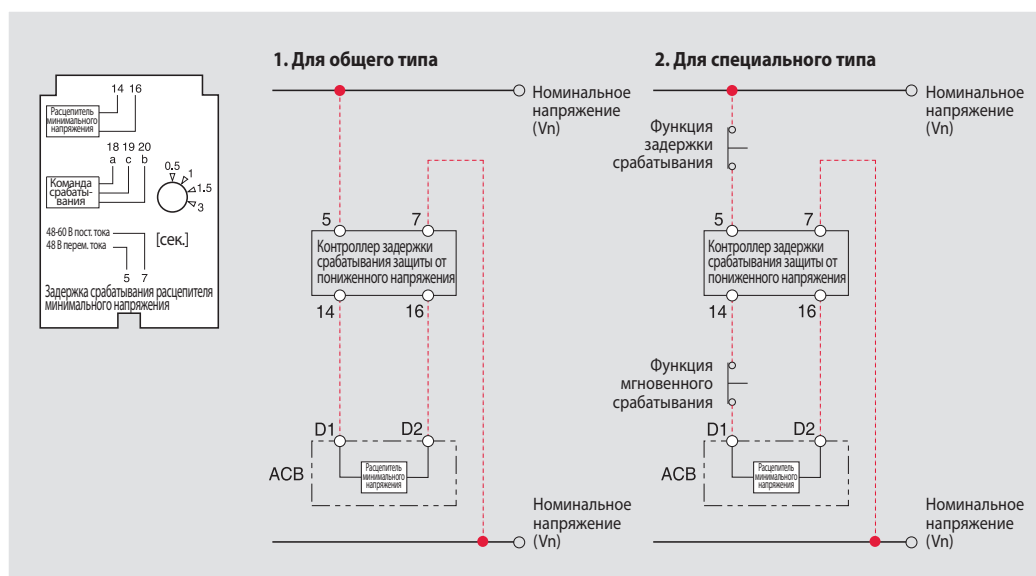 14 16
Расцепитель
минимального
напряжения
18 19 20
a c b
Команда
срабаты-
вания
0.5
1
1.5
3
[сек.]
48-60 В пост. тока
48 В перем. тока
5 7
Задержка срабатывания расцепителя
минимального напряжения
1. Для общего типа
Номинальное
напряжение
(Vn)
5 7
Контроллер задержки
срабатывания защиты от
пониженного напряжения
14 16
D1 D2
ACB
Расцепитель
минимального
напряжения
Номинальное
напряжение
(Vn)
2. Для специального типа
Номинальное
напряжение
(Vn)
Функция
задержки
срабатывания
5 7
Контроллер задержки
срабатывания защиты от
пониженного напряжения
14 16
Функция
мгновенного
срабатывания
D1 D2
ACB
Расцепитель
минимального
напряжения
Номинальное
напряжение
(Vn)